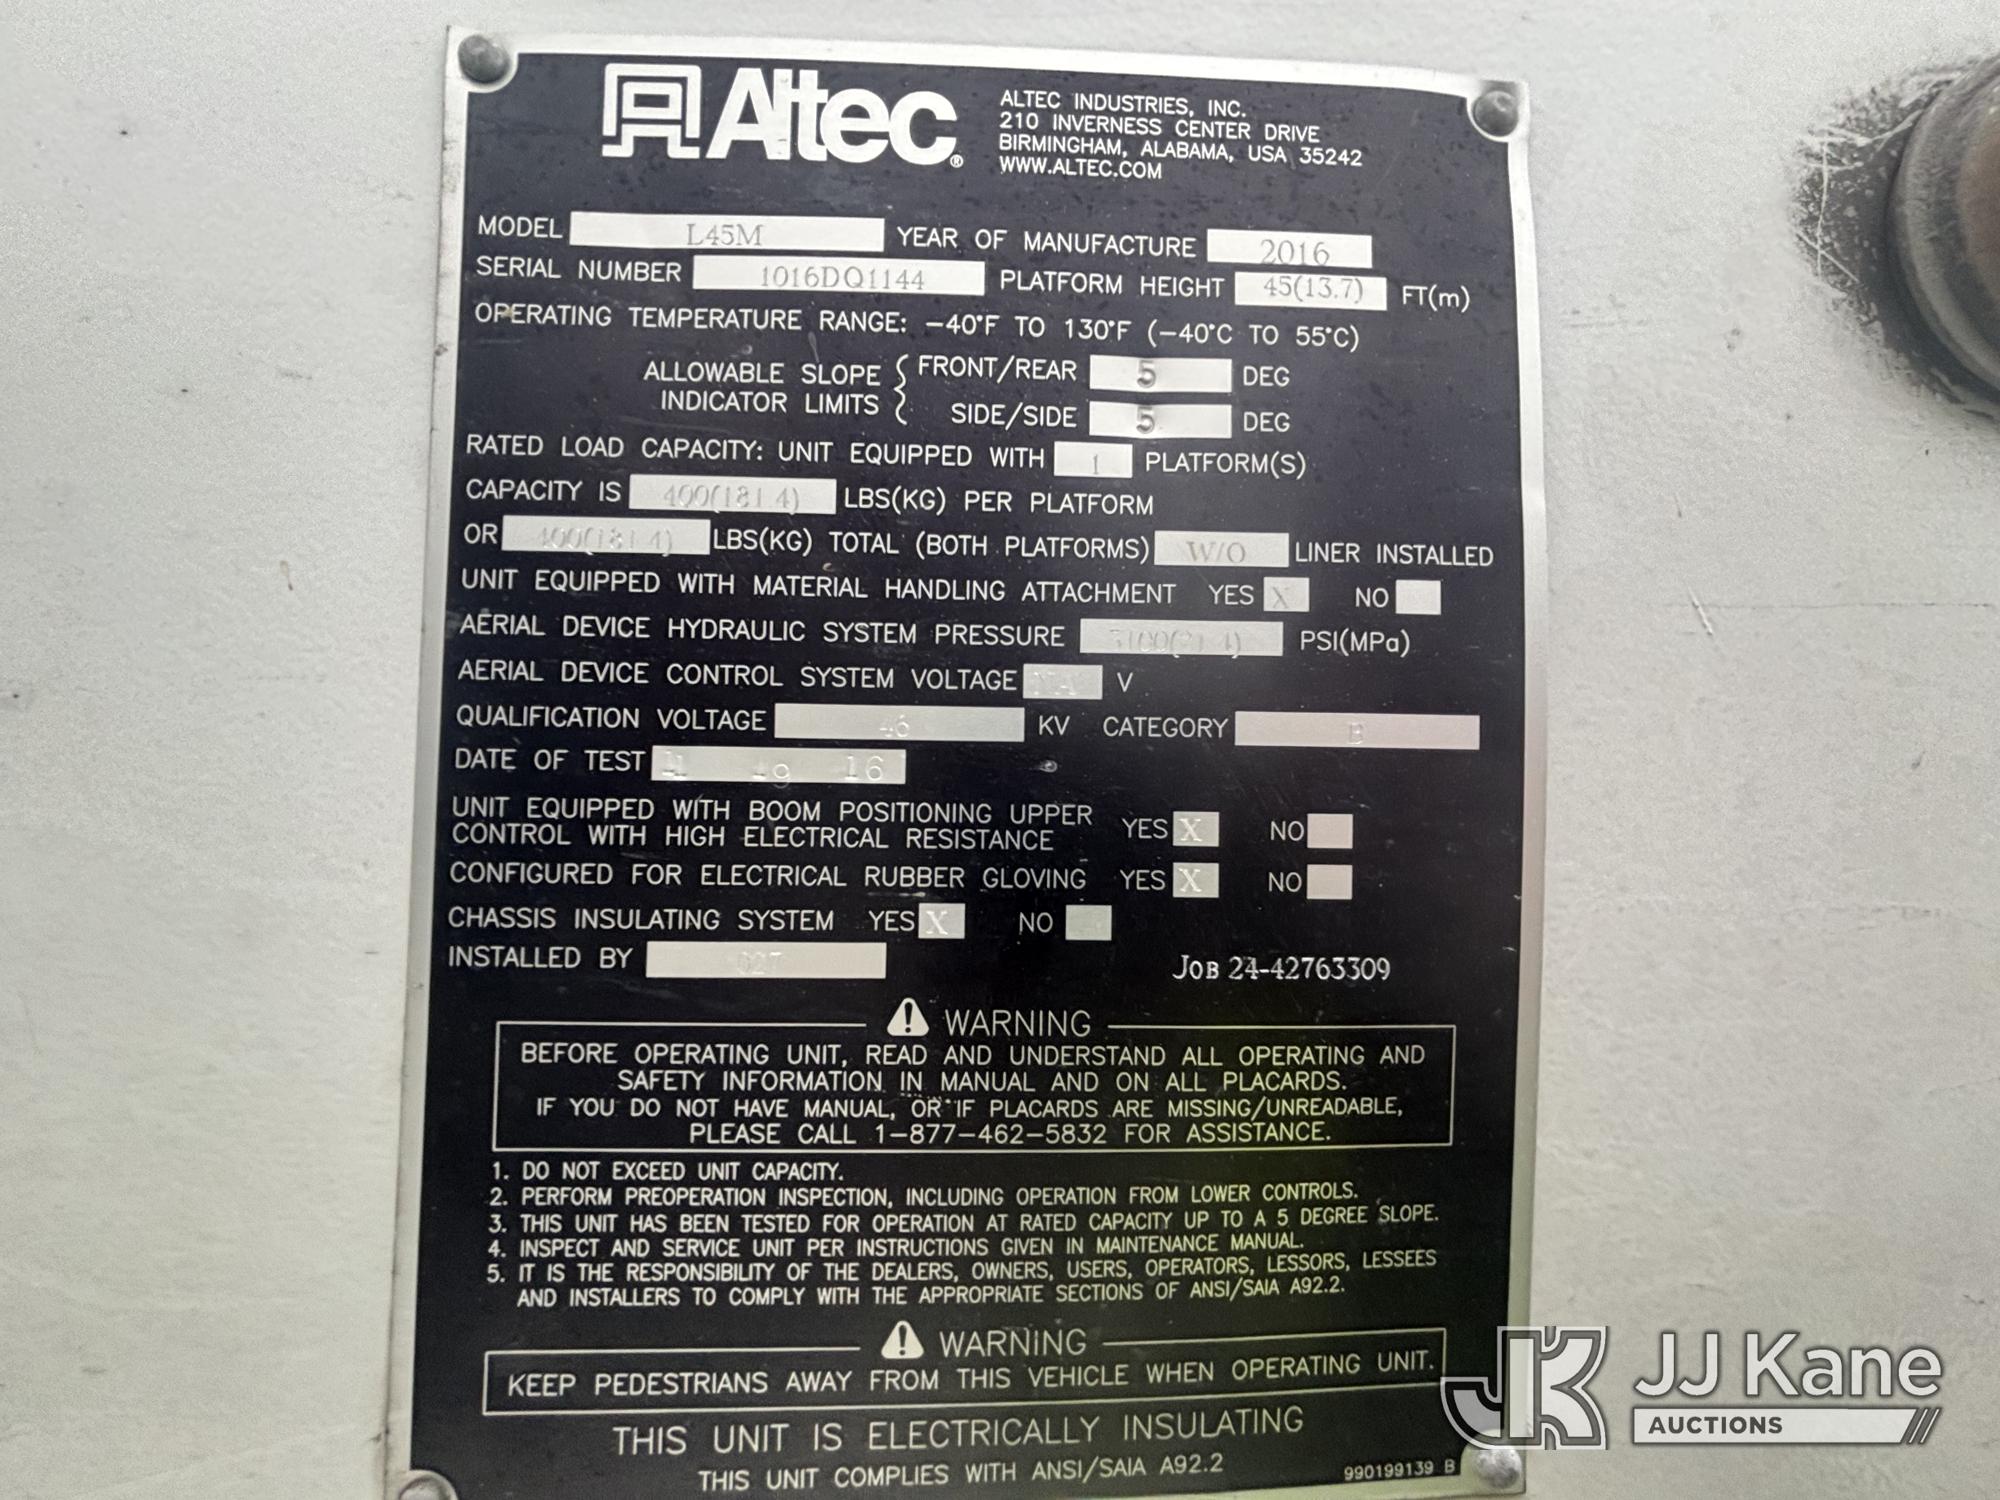 Altec®
ALTEC INDUSTRIES, INC.
210 INVERNESS CENTER DRIVE
BIRMINGHAM, ALABAMA, USA 35242
WWW.ALTEC.COM
MODEL L45M YEAR OF MANUFACTURE 2016
SERIAL NUMBER 1016DQ1144 PLATFORM HEIGHT 45(13.7) FT(m)
OPERATING TEMPERATURE RANGE: -40°F TO 130°F (-40°C TO 55°C)
ALLOWABLE SLOPE INDICATOR LIMITS { FRONT/REAR 5 DEG
SIDE/SIDE 5 DEG
RATED LOAD CAPACITY: UNIT EQUIPPED WITH 1 PLATFORM(S)
CAPACITY IS 400(181.4) LBS(KG) PER PLATFORM
OR 400(181.4) LBS(KG) TOTAL (BOTH PLATFORMS) W/O LINER INSTALLED
UNIT EQUIPPED WITH MATERIAL HANDLING ATTACHMENT YES X NO
AERIAL DEVICE HYDRAULIC SYSTEM PRESSURE 3100(21.4) PSI(MPa)
AERIAL DEVICE CONTROL SYSTEM VOLTAGE NA V
QUALIFICATION VOLTAGE 46 KV CATEGORY B
DATE OF TEST 11 19 16
UNIT EQUIPPED WITH BOOM POSITIONING UPPER
CONTROL WITH HIGH ELECTRICAL RESISTANCE YES X NO
CONFIGURED FOR ELECTRICAL RUBBER GLOVING YES X NO
CHASSIS INSULATING SYSTEM YES X NO
INSTALLED BY 027
Job 24-42763309
WARNING
BEFORE OPERATING UNIT, READ AND UNDERSTAND ALL OPERATING AND
SAFETY INFORMATION IN MANUAL AND ON ALL PLACARDS.
IF YOU DO NOT HAVE MANUAL, OR IF PLACARDS ARE MISSING/UNREADABLE,
PLEASE CALL 1-877-462-5832 FOR ASSISTANCE.
1. DO NOT EXCEED UNIT CAPACITY.
2. PERFORM PREOPERATION INSPECTION, INCLUDING OPERATION FROM LOWER CONTROLS.
3. THIS UNIT HAS BEEN TESTED FOR OPERATION AT RATED CAPACITY UP TO A 5 DEGREE SLOPE.
4. INSPECT AND SERVICE UNIT PER INSTRUCTIONS GIVEN IN MAINTENANCE MANUAL.
5. IT IS THE RESPONSIBILITY OF THE DEALERS, OWNERS, USERS, OPERATORS, LESSORS, LESSEES
AND INSTALLERS TO COMPLY WITH THE APPROPRIATE SECTIONS OF ANSI/SAIA A92.2.
WARNING
KEEP PEDESTRIANS AWAY FROM THIS VEHICLE WHEN OPERATING UNIT.
THIS UNIT IS ELECTRICALLY INSULATING
THIS UNIT COMPLIES WITH ANSI/SAIA A92.2
990199139 B
JK JJ Kane
AUCTIONS